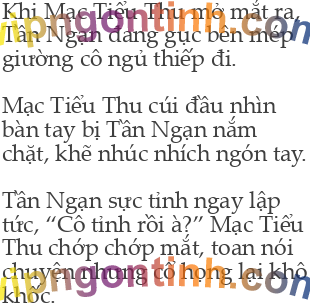 Khi Mạc Tiểu Thu mở mắt ra,
Tần Ngạn đang gục bên mép
giường cô ngủ thiếp đi.
Mạc Tiểu Thu cúi đầu nhìn
bàn tay bị Tần Ngạn nắm
chặt, khẽ nhúc nhích ngón tay.
Tần Ngạn sực tỉnh ngay lập
tức, “Cô tỉnh rồi à?” Mạc Tiểu
Thu chớp chớp mắt, toan nói
chuyện nhưng cổ họng lại khô
khốc.